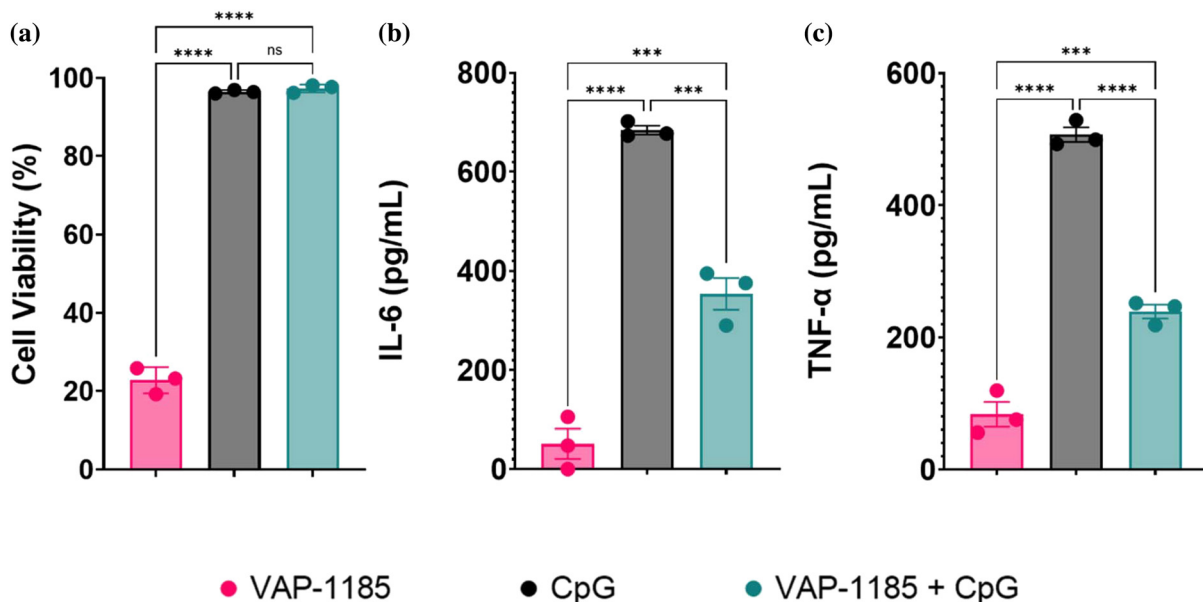 (a)
****
****
ns
Cell Viability (%)
100
80
60
40
20
0
(b)
***
****
***
IL-6 (pg/mL)
800
600
400
200
0
(c)
***
****
****
TNF-α (pg/mL)
600
400
200
0
VAP-1185
CpG
VAP-1185 + CpG